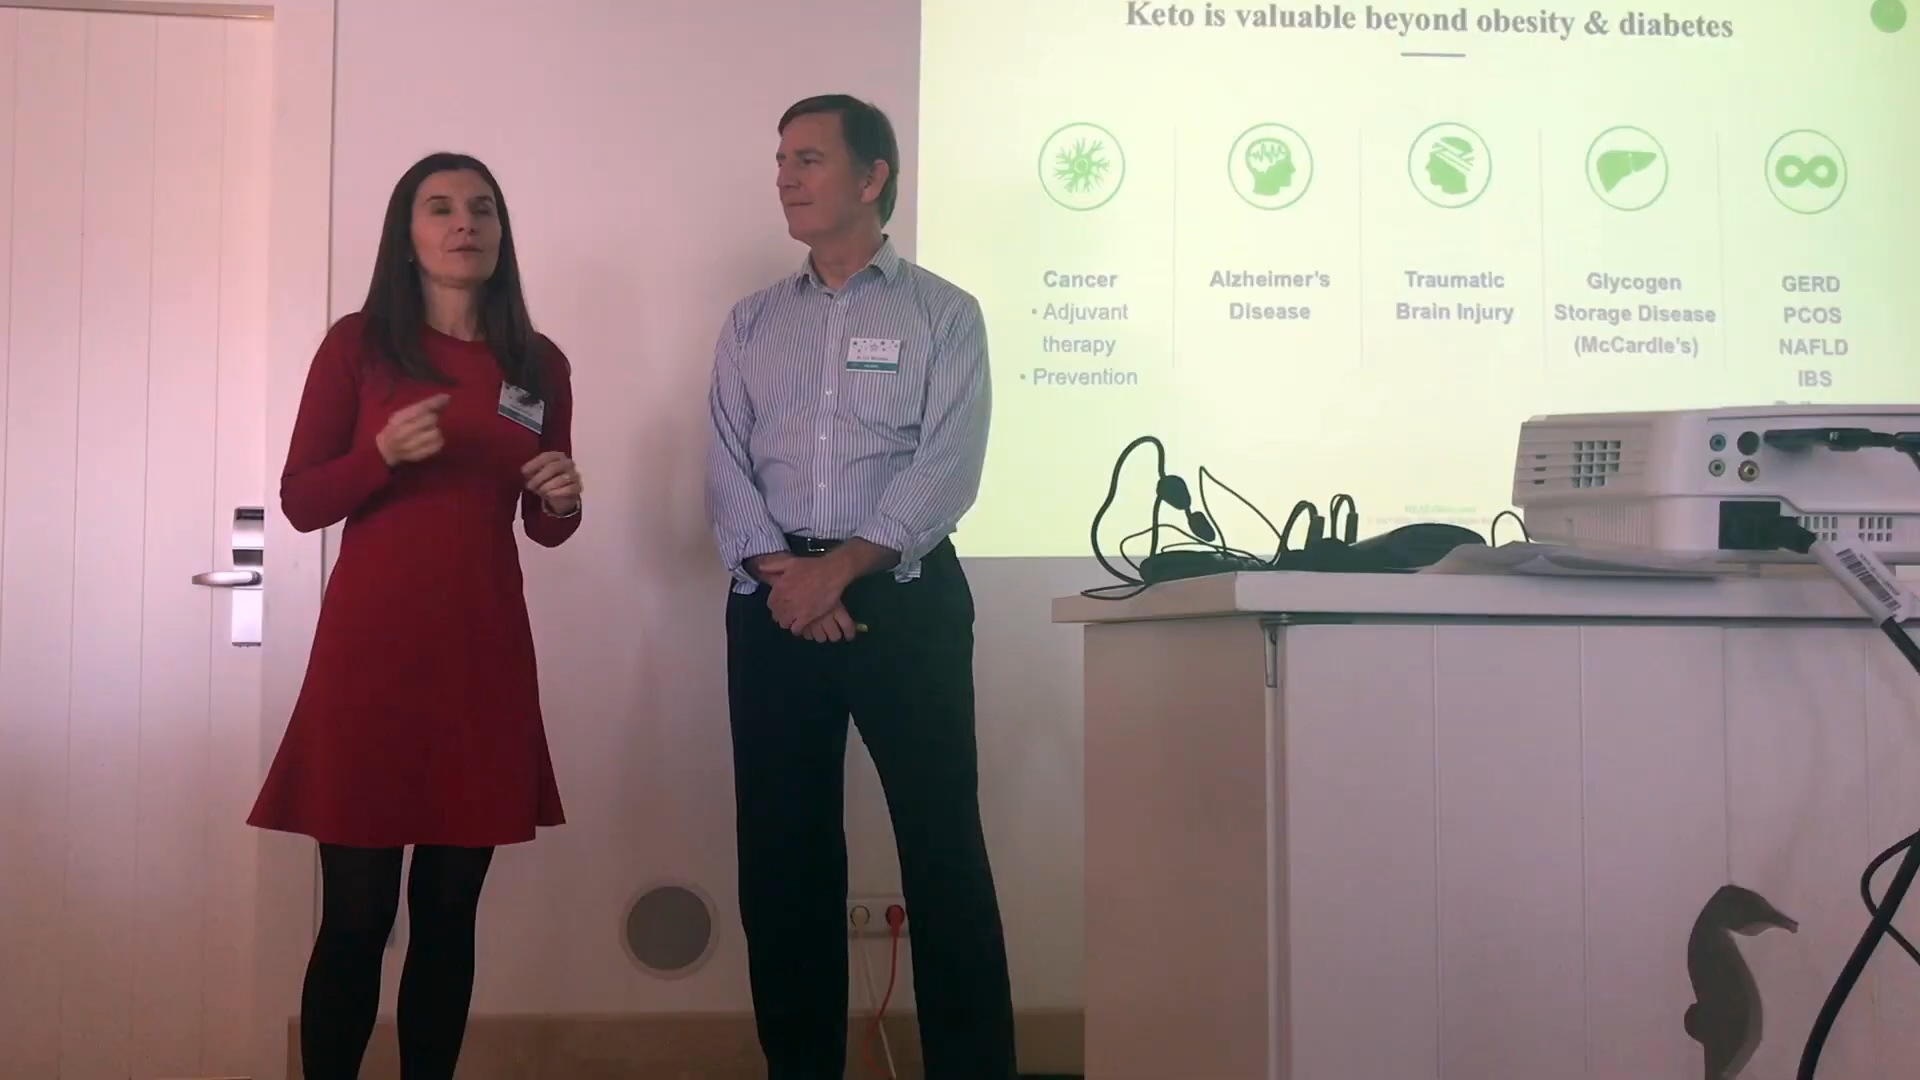 Keto is valuable beyond obesity & diabetes
Cancer
• Adjuvant
therapy
• Prevention
Alzheimer's
Disease
Traumatic
Brain Injury
Glycogen
Storage Disease
(McCardle's)
GERD
PCOS
NAFLD
IBS